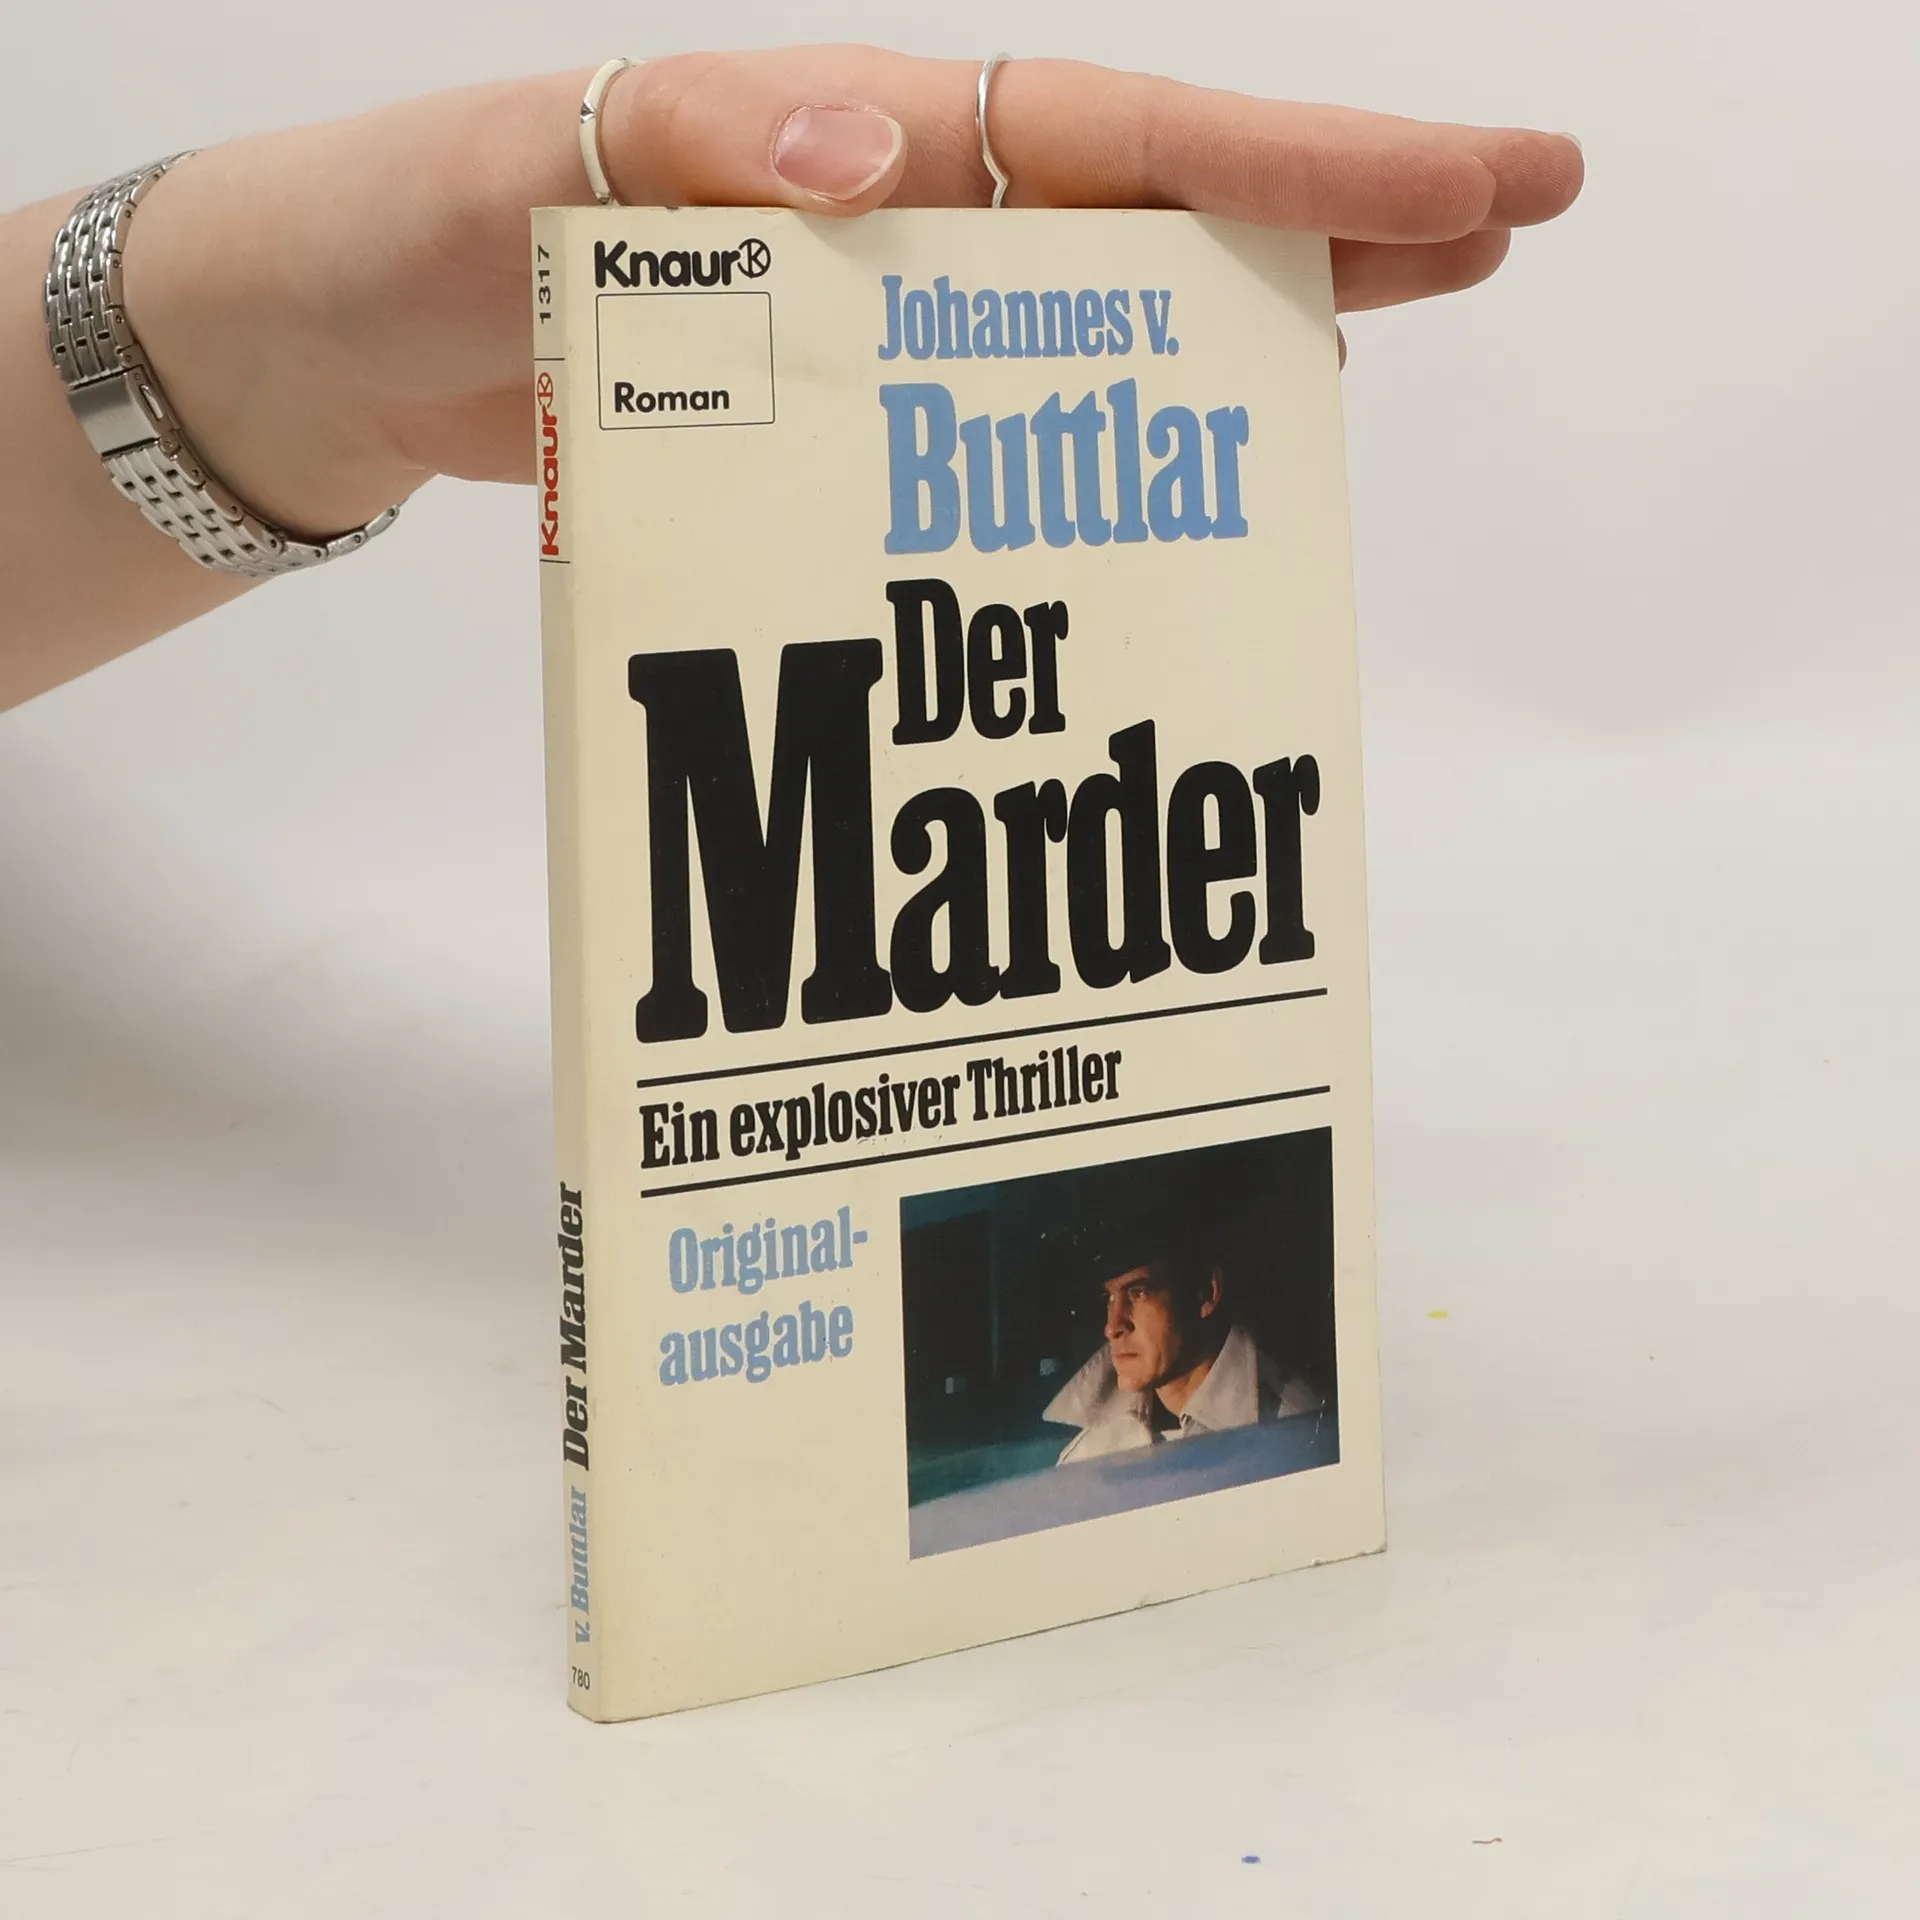 Knaur
Roman
Johannes v.
Buttlar
Der
Marder
Ein explosiver Thriller
Original-
ausgabe
1317
Knaur
v. Buttlar Der Marder
780